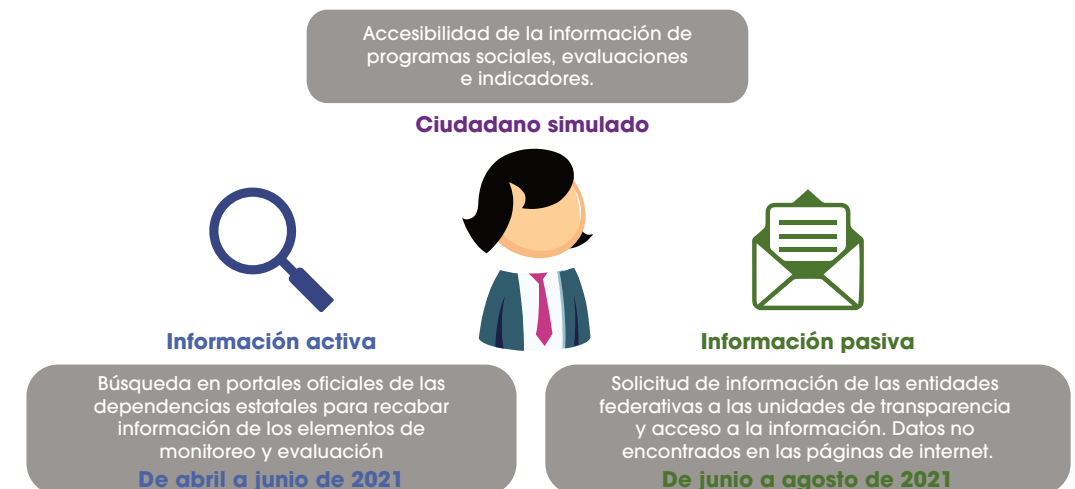 Accesibilidad de la información de
programas sociales, evaluaciones
e indicadores.
Ciudadano simulado
Información activa
Búsqueda en portales oficiales de las
dependencias estatales para recabar
información de los elementos de
monitoreo y evaluación
De abril a junio de 2021
Información pasiva
Solicitud de información de las entidades
federativas a las unidades de transparencia
y acceso a la información. Datos no
encontrados en las páginas de internet.
De junio a agosto de 2021